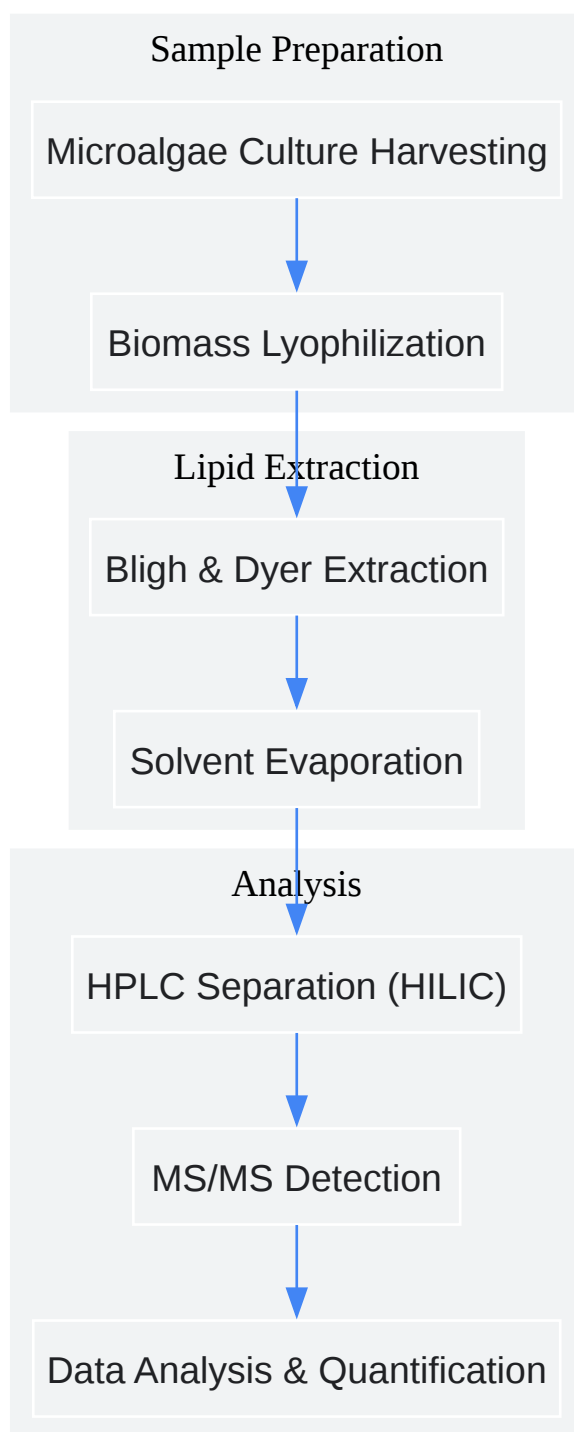 Sample Preparation
Microalgae Culture Harvesting
Biomass Lyophilization
Lipid Extraction
Bligh & Dyer Extraction
Solvent Evaporation
Analysis
HPLC Separation (HILIC)
MS/MS Detection
Data Analysis & Quantification